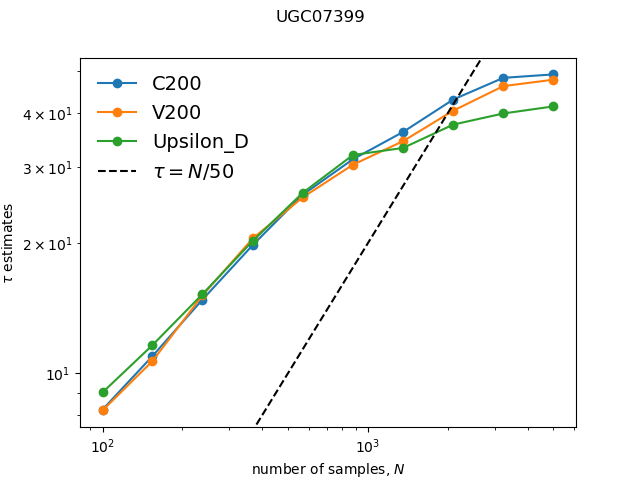 UGC07399
C200
V200
Upsilon_D
τ = N/50
4 × 10¹
3 × 10¹
2 × 10¹
10¹
τ estimates
10² 10³
number of samples, N